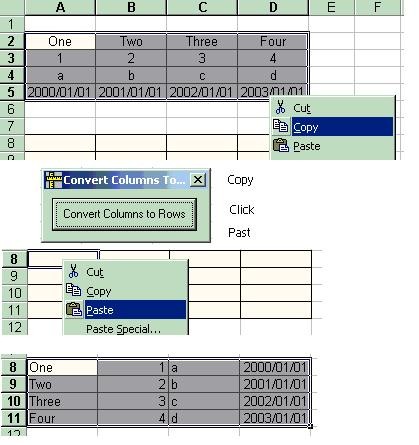 A B C D E F
1
2 One Two Three Four
3 1 2 3 4
4 a b c d
5 2000/01/01 2001/01/01 2002/01/01 2003/01/01
6 Cut
7 Copy
8 Paste
Convert Columns To... Copy
Convert Columns to Rows Click
Past
8
9 Cut
10 Copy
11 Paste
12 Paste Special...
8 One 1 a 2000/01/01
9 Two 2 b 2001/01/01
10 Three 3 c 2002/01/01
11 Four 4 d 2003/01/01